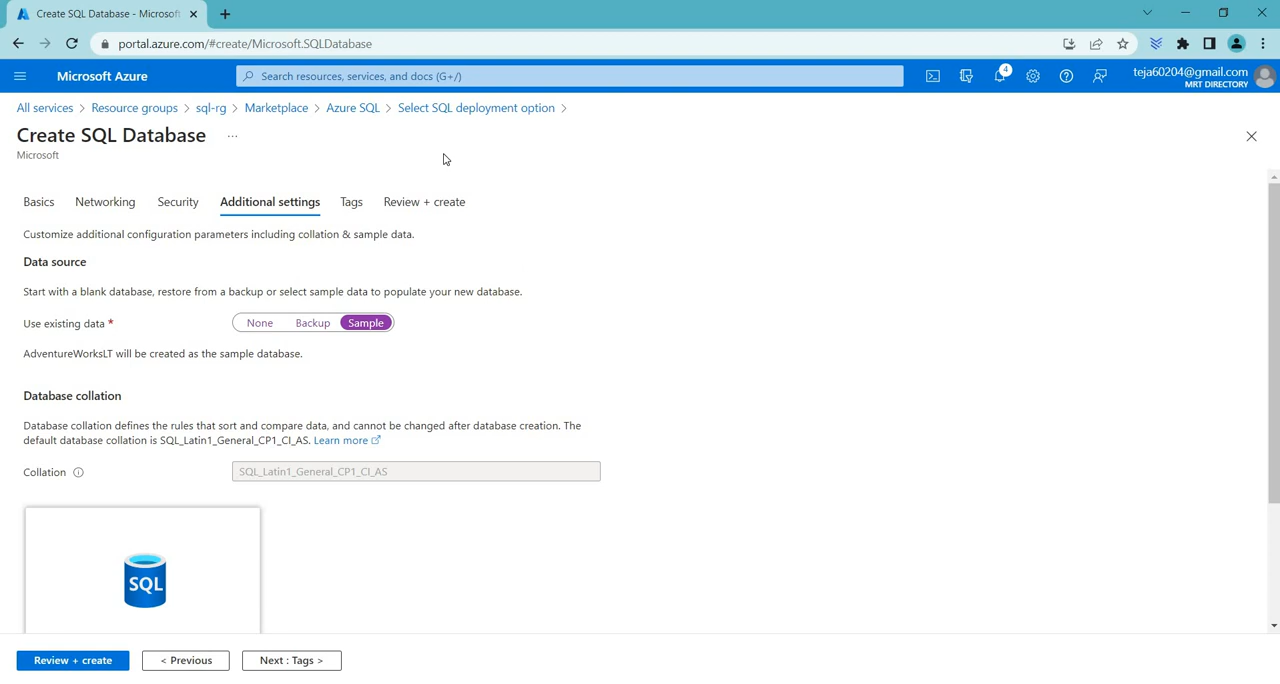 Create SQL Database - Microsoft
portal.azure.com/#create/Microsoft.SQLDatabase
Microsoft Azure
Search resources, services, and docs (G+/)
4
teja60204@gmail.com
MRT DIRECTORY
All services > Resource groups > sql-rg > Marketplace > Azure SQL > Select SQL deployment option >
Create SQL Database ...
Microsoft
Basics Networking Security Additional settings Tags Review + create
Customize additional configuration parameters including collation & sample data.
Data source
Start with a blank database, restore from a backup or select sample data to populate your new database.
Use existing data * None Backup Sample
AdventureWorksLT will be created as the sample database.
Database collation
Database collation defines the rules that sort and compare data, and cannot be changed after database creation. The
default database collation is SQL_Latin1_General_CP1_CI_AS. Learn more
Collation SQL_Latin1_General_CP1_CI_AS
SQL
Review + create < Previous Next : Tags >